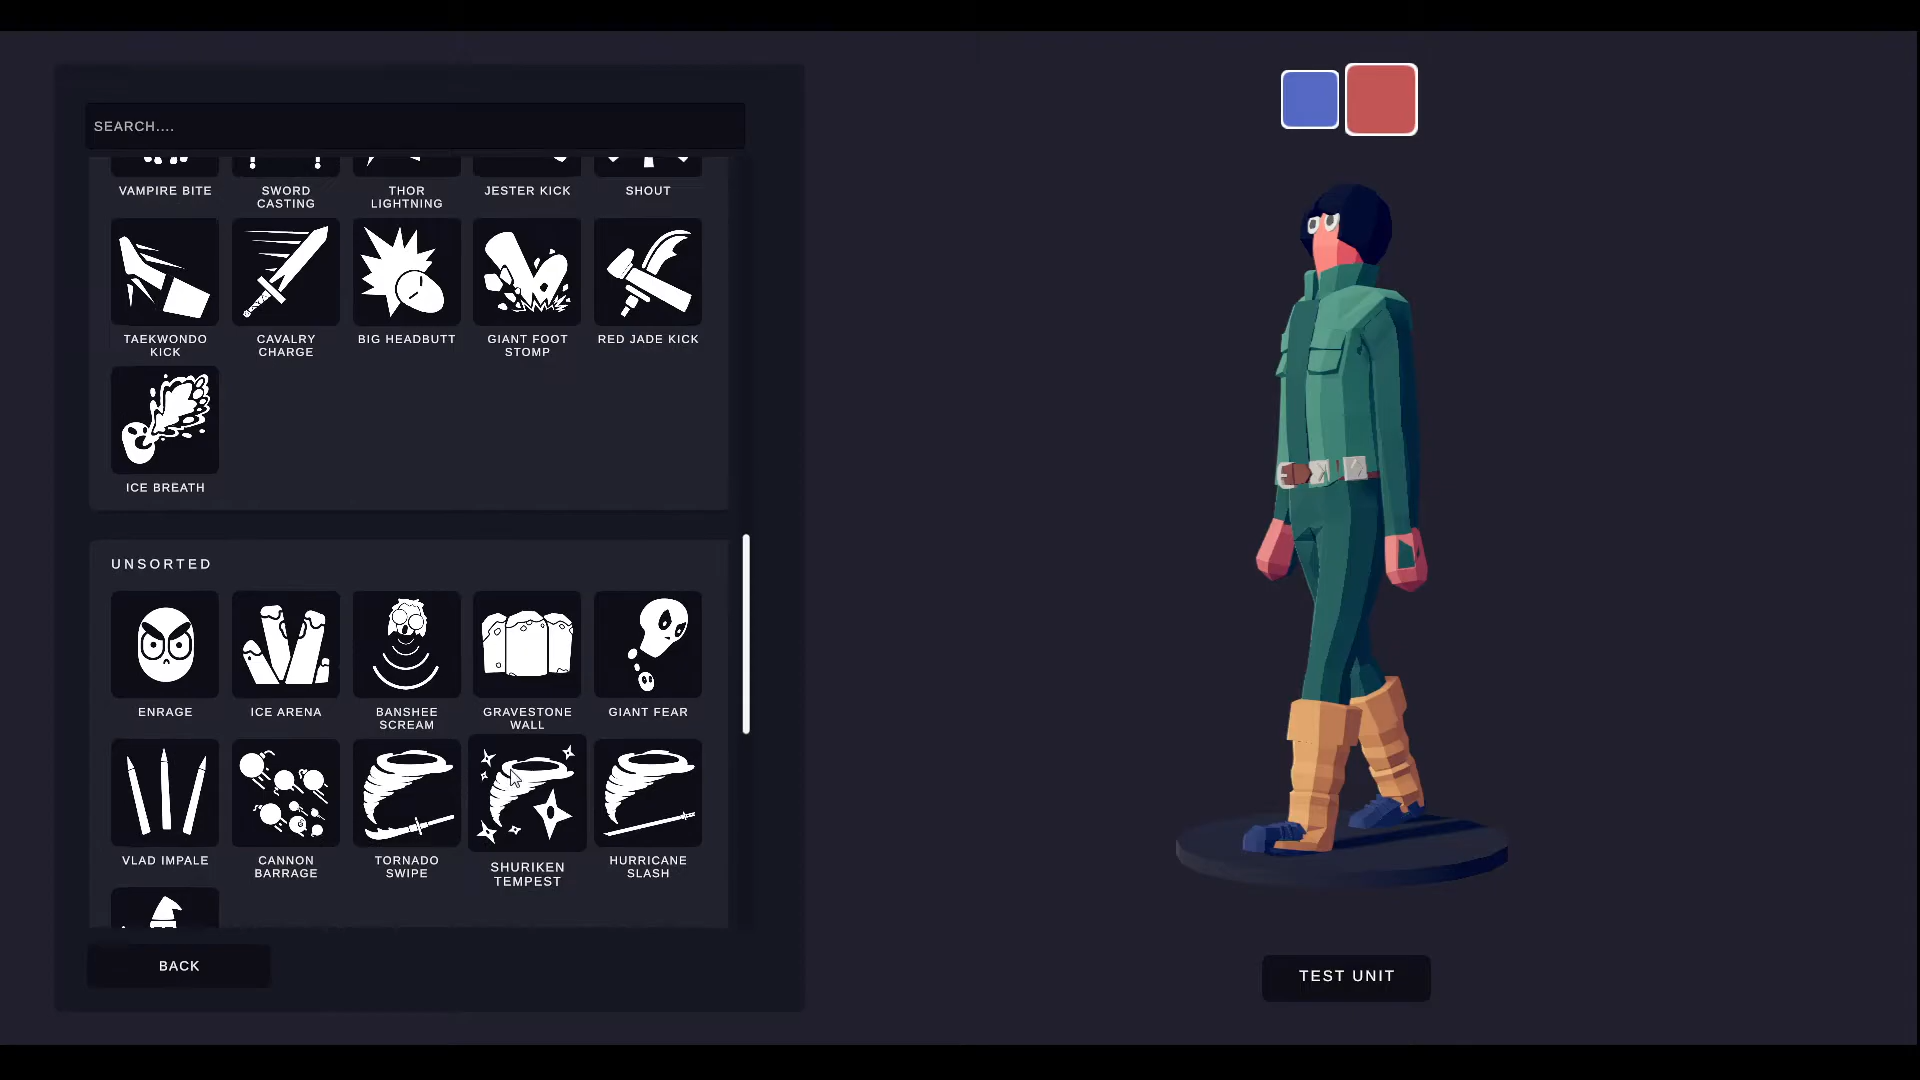 SEARCH....
VAMPIRE BITE
SWORD
CASTING
THOR
LIGHTNING
JESTER KICK
SHOUT
TAEKWONDO
KICK
CAVALRY
CHARGE
BIG HEADBUTT
GIANT FOOT
STOMP
RED JADE KICK
ICE BREATH
UNSORTED
ENRAGE
ICE ARENA
BANSHEE
SCREAM
GRAVESTONE
WALL
GIANT FEAR
VLAD IMPALE
CANNON
BARRAGE
TORNADO
SWIPE
SHURIKEN
TEMPEST
HURRICANE
SLASH
BACK
TEST UNIT